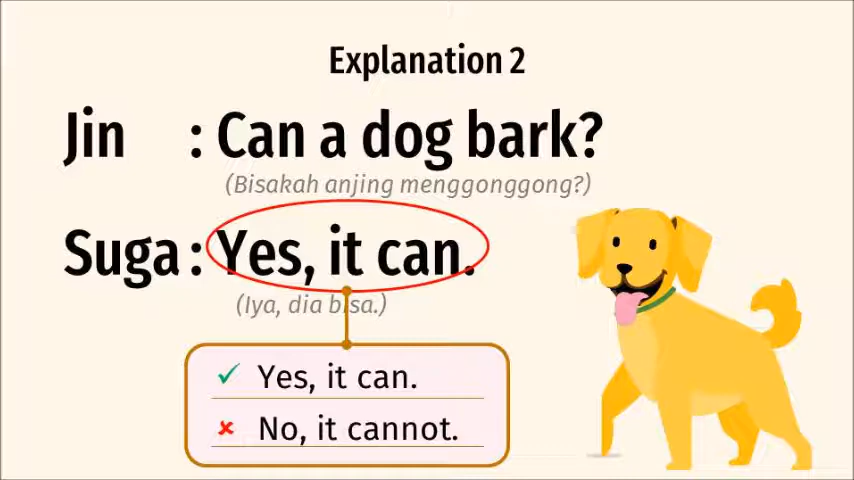 Explanation 2
Jin : Can a dog bark?
(Bisakah anjing menggonggong?)
Suga : Yes, it can.
(Iya, dia bisa.)
✓ Yes, it can.
✘ No, it cannot.